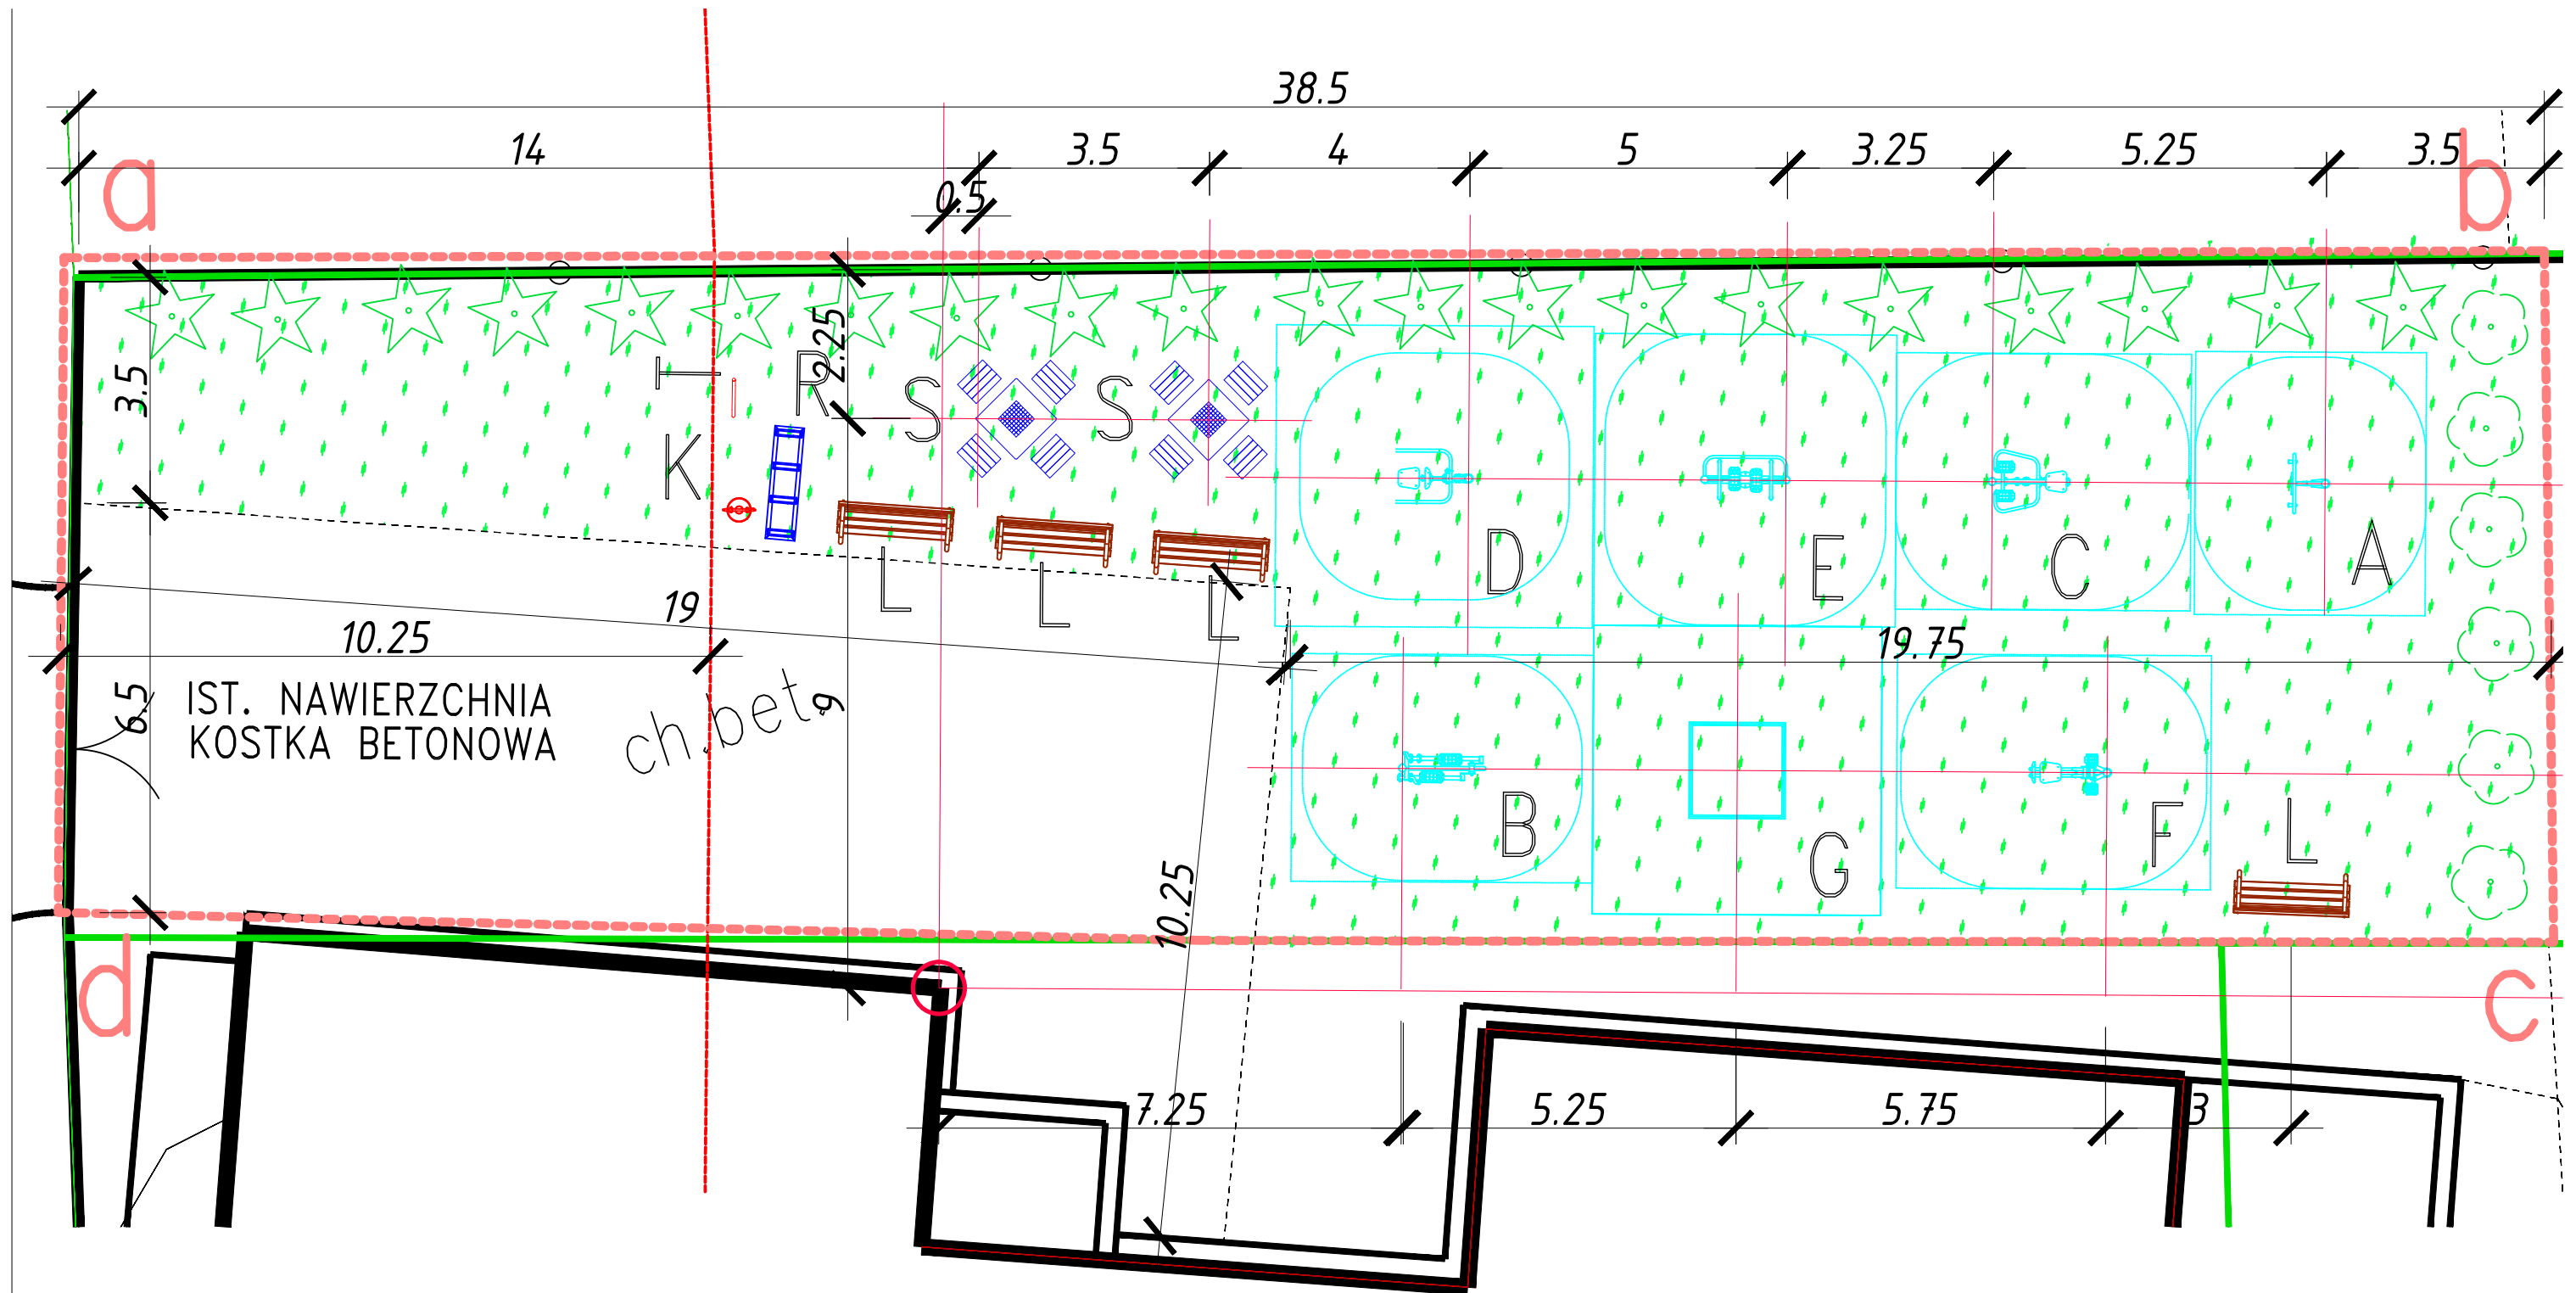 38.5
14 3.5 4 5 3.25 5.25 3.5
a b
0.5
2.25
3.5
T R S S
K
D E C A
L L L
19
10.25
19.75
6.5
IST. NAWIERZCHNIA
KOSTKA BETONOWA
ch.bet.
9
B G F L
10.25
d c
7.25 5.25 5.75 3